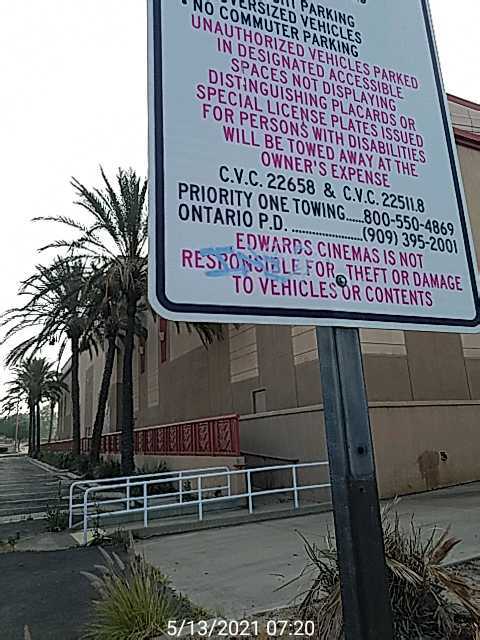 PARKING
OVERSIZED VEHICLES
NO COMMUTER PARKING
UNAUTHORIZED VEHICLES PARKED
IN DESIGNATED ACCESSIBLE
SPACES NOT DISPLAYING
DISTINGUISHING PLACARDS OR
SPECIAL LICENSE PLATES ISSUED
FOR PERSONS WITH DISABILITIES
WILL BE TOWED AWAY AT THE
OWNER'S EXPENSE
C.V.C. 22658 & C.V.C. 22511.8
PRIORITY ONE TOWING.....800-550-4869
ONTARIO P.D. ....................(909) 395-2001
EDWARDS CINEMAS IS NOT
RESPONSIBLE FOR THEFT OR DAMAGE
TO VEHICLES OR CONTENTS
5/13/2021 07:20